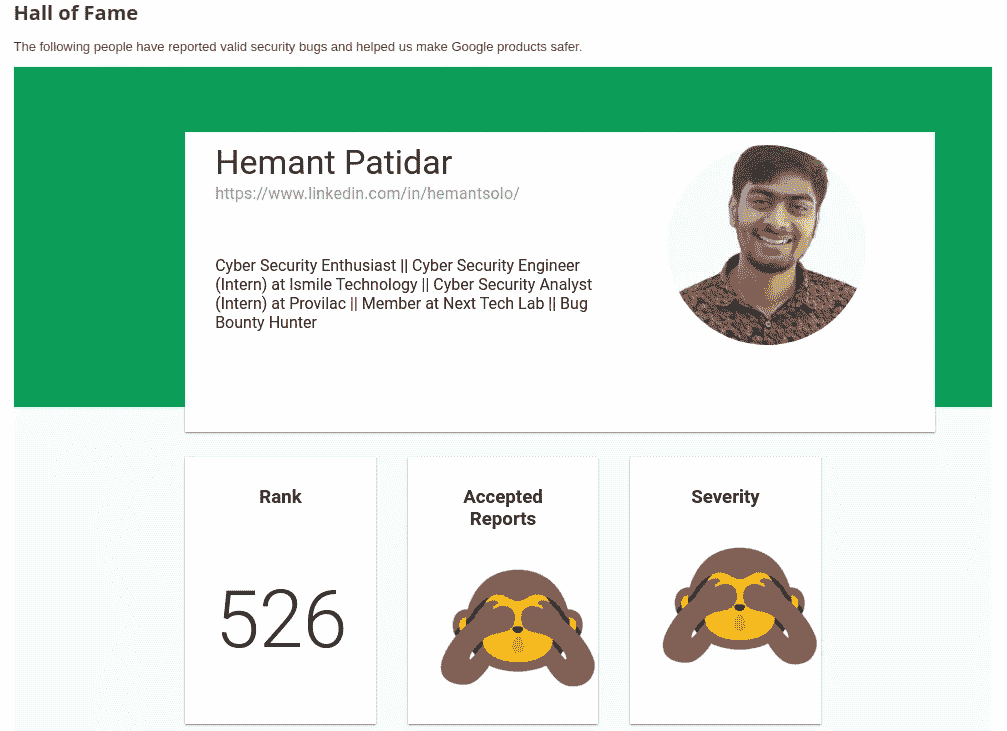 Hall of Fame
The following people have reported valid security bugs and helped us make Google products safer.
Hemant Patidar
https://www.linkedin.com/in/hemantsolo/
Cyber Security Enthusiast || Cyber Security Engineer
(Intern) at Ismile Technology || Cyber Security Analyst
(Intern) at Provilac || Member at Next Tech Lab || Bug
Bounty Hunter
Rank
526
Accepted
Reports
Severity